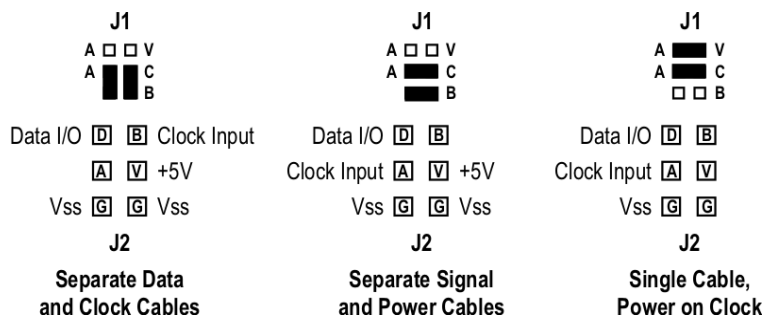 J1 J1 J1
A V A V A V
A C A C A C
B B B
Data I/O D B Clock Input Data I/O D B Data I/O D B
A V +5V Clock Input A V +5V Clock Input A V
Vss G G Vss Vss G G Vss Vss G G
J2 J2 J2
Separate Data Separate Signal Single Cable,
and Clock Cables and Power Cables Power on Clock